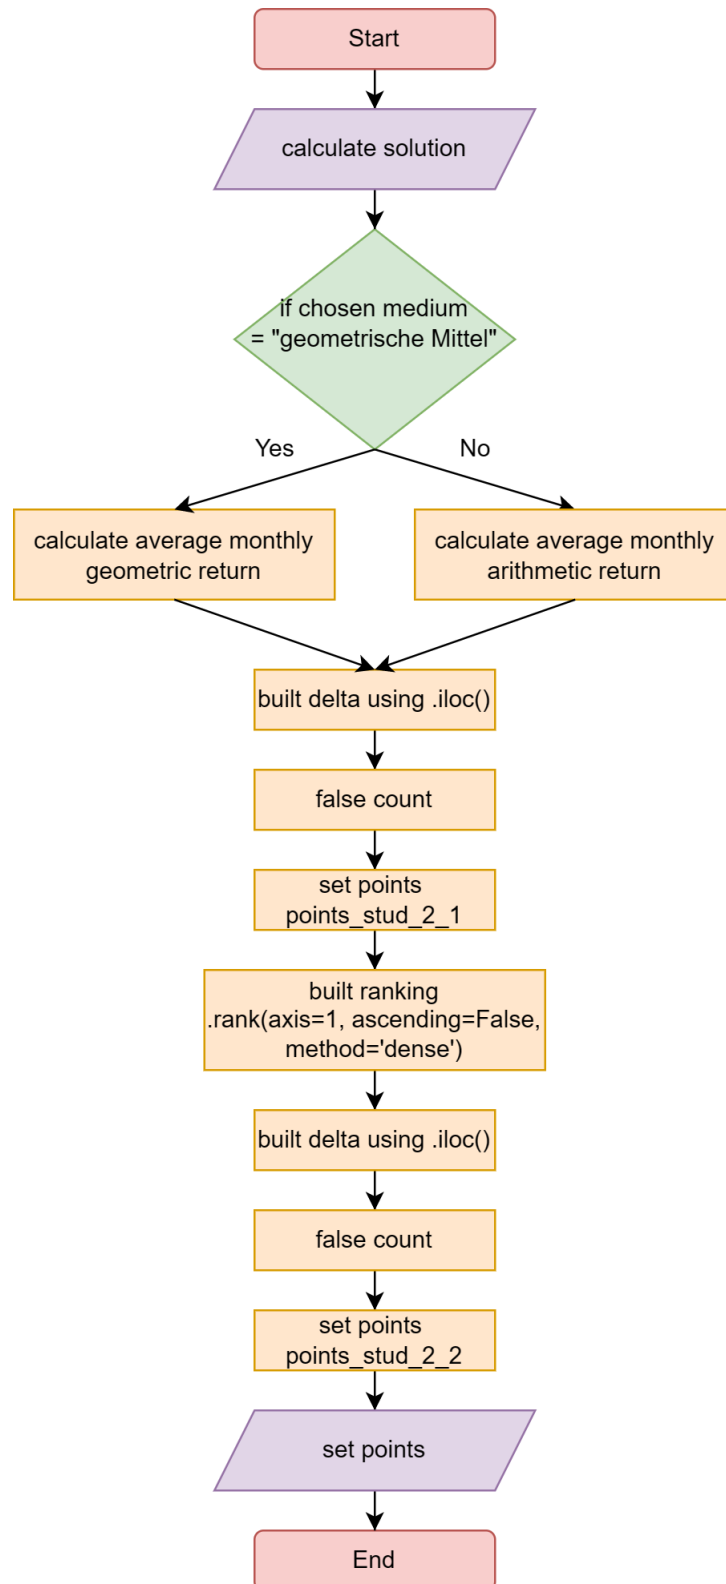 Start
calculate solution
if chosen medium
= "geometrische Mittel"
Yes
No
calculate average monthly
geometric return
calculate average monthly
arithmetic return
built delta using .iloc()
false count
set points
points_stud_2_1
built ranking
.rank(axis=1, ascending=False,
method='dense')
built delta using .iloc()
false count
set points
points_stud_2_2
set points
End